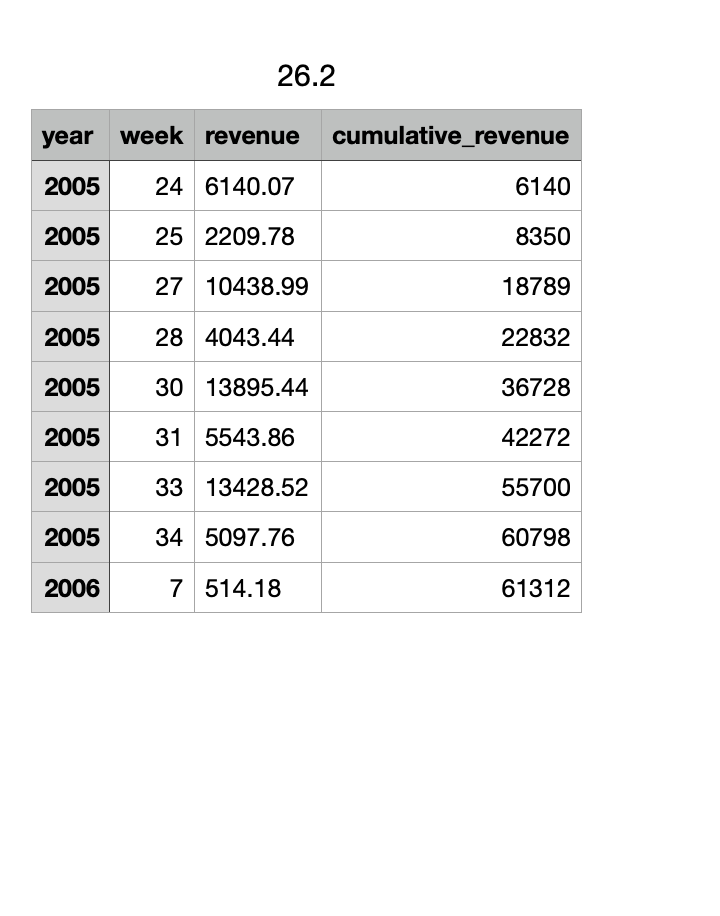 26.2
year week revenue cumulative_revenue
2005 24 6140.07 6140
2005 25 2209.78 8350
2005 27 10438.99 18789
2005 28 4043.44 22832
2005 30 13895.44 36728
2005 31 5543.86 42272
2005 33 13428.52 55700
2005 34 5097.76 60798
2006 7 514.18 61312